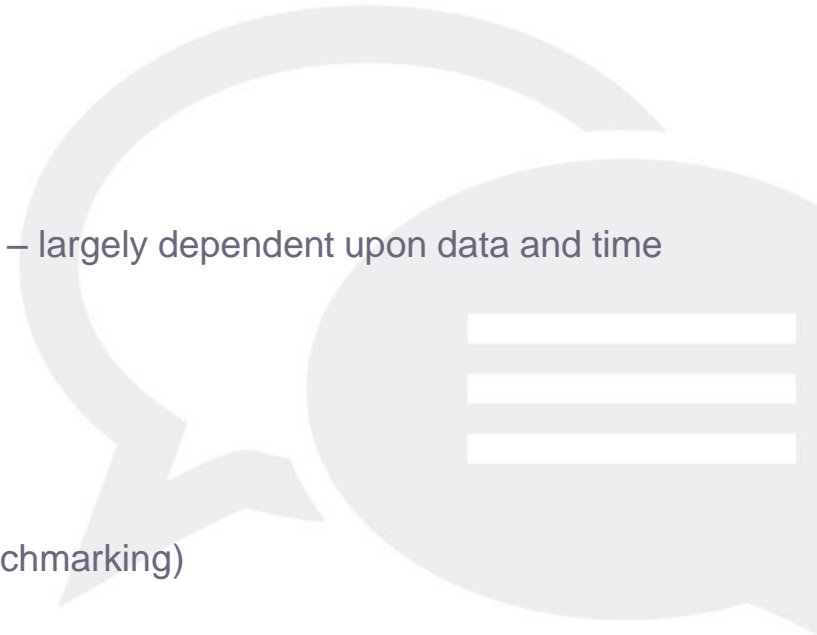 – largely dependent upon data and time
chmarking)